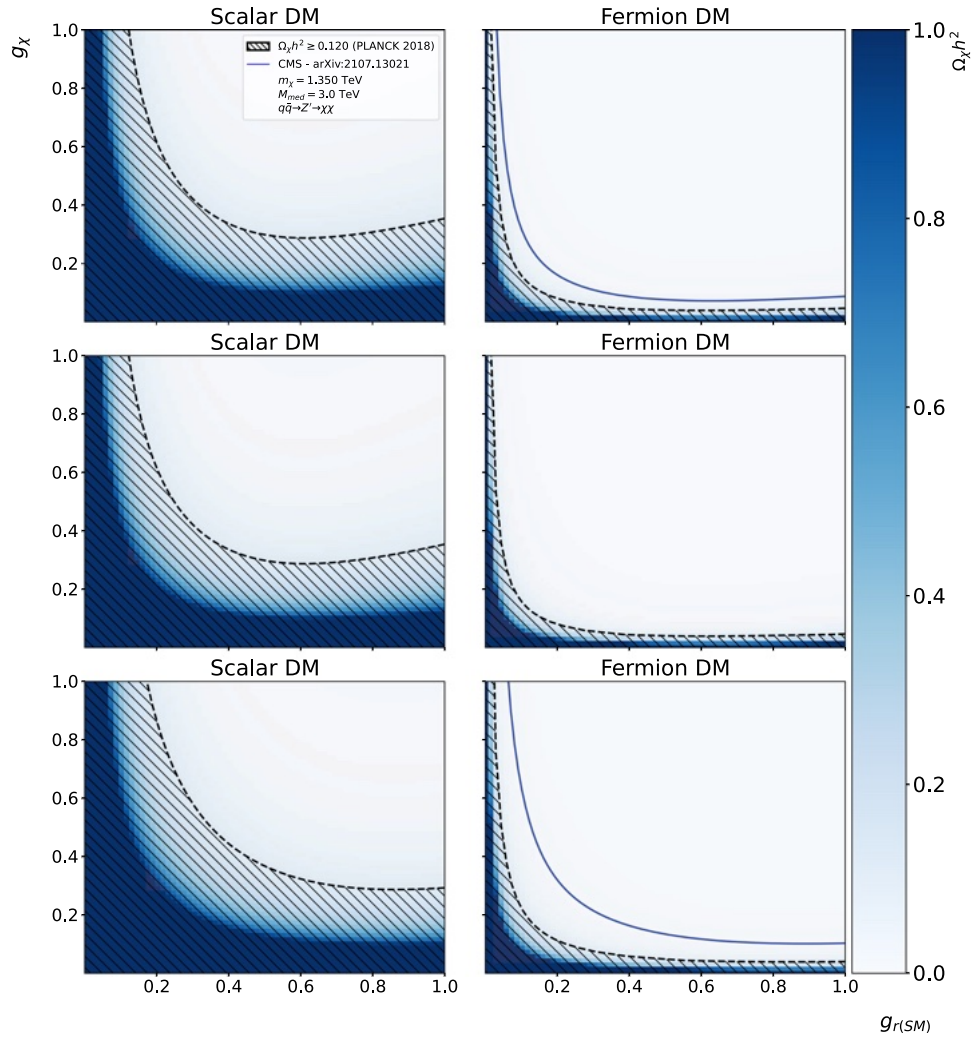 Scalar DM
Fermion DM
g_χ
1.0
0.8
0.6
0.4
0.2
Ω_χh² ≥ 0.120 (PLANCK 2018)
CMS - arXiv:2107.13021
m_χ = 1.350 TeV
M_med = 3.0 TeV
qq̄→Z′→χχ
1.0
0.8
0.6
0.4
0.2
0.0
Ω_χh²
Scalar DM
Fermion DM
1.0
0.8
0.6
0.4
0.2
Scalar DM
Fermion DM
1.0
0.8
0.6
0.4
0.2
0.2 0.4 0.6 0.8 1.0
0.2 0.4 0.6 0.8 1.0
g_r(SM)